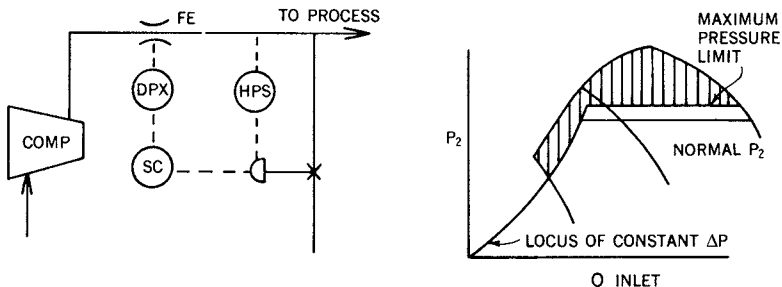 FE
TO PROCESS
DPX
HPS
COMP
SC
MAXIMUM
PRESSURE
LIMIT
P2
NORMAL P2
LOCUS OF CONSTANT ΔP
O INLET